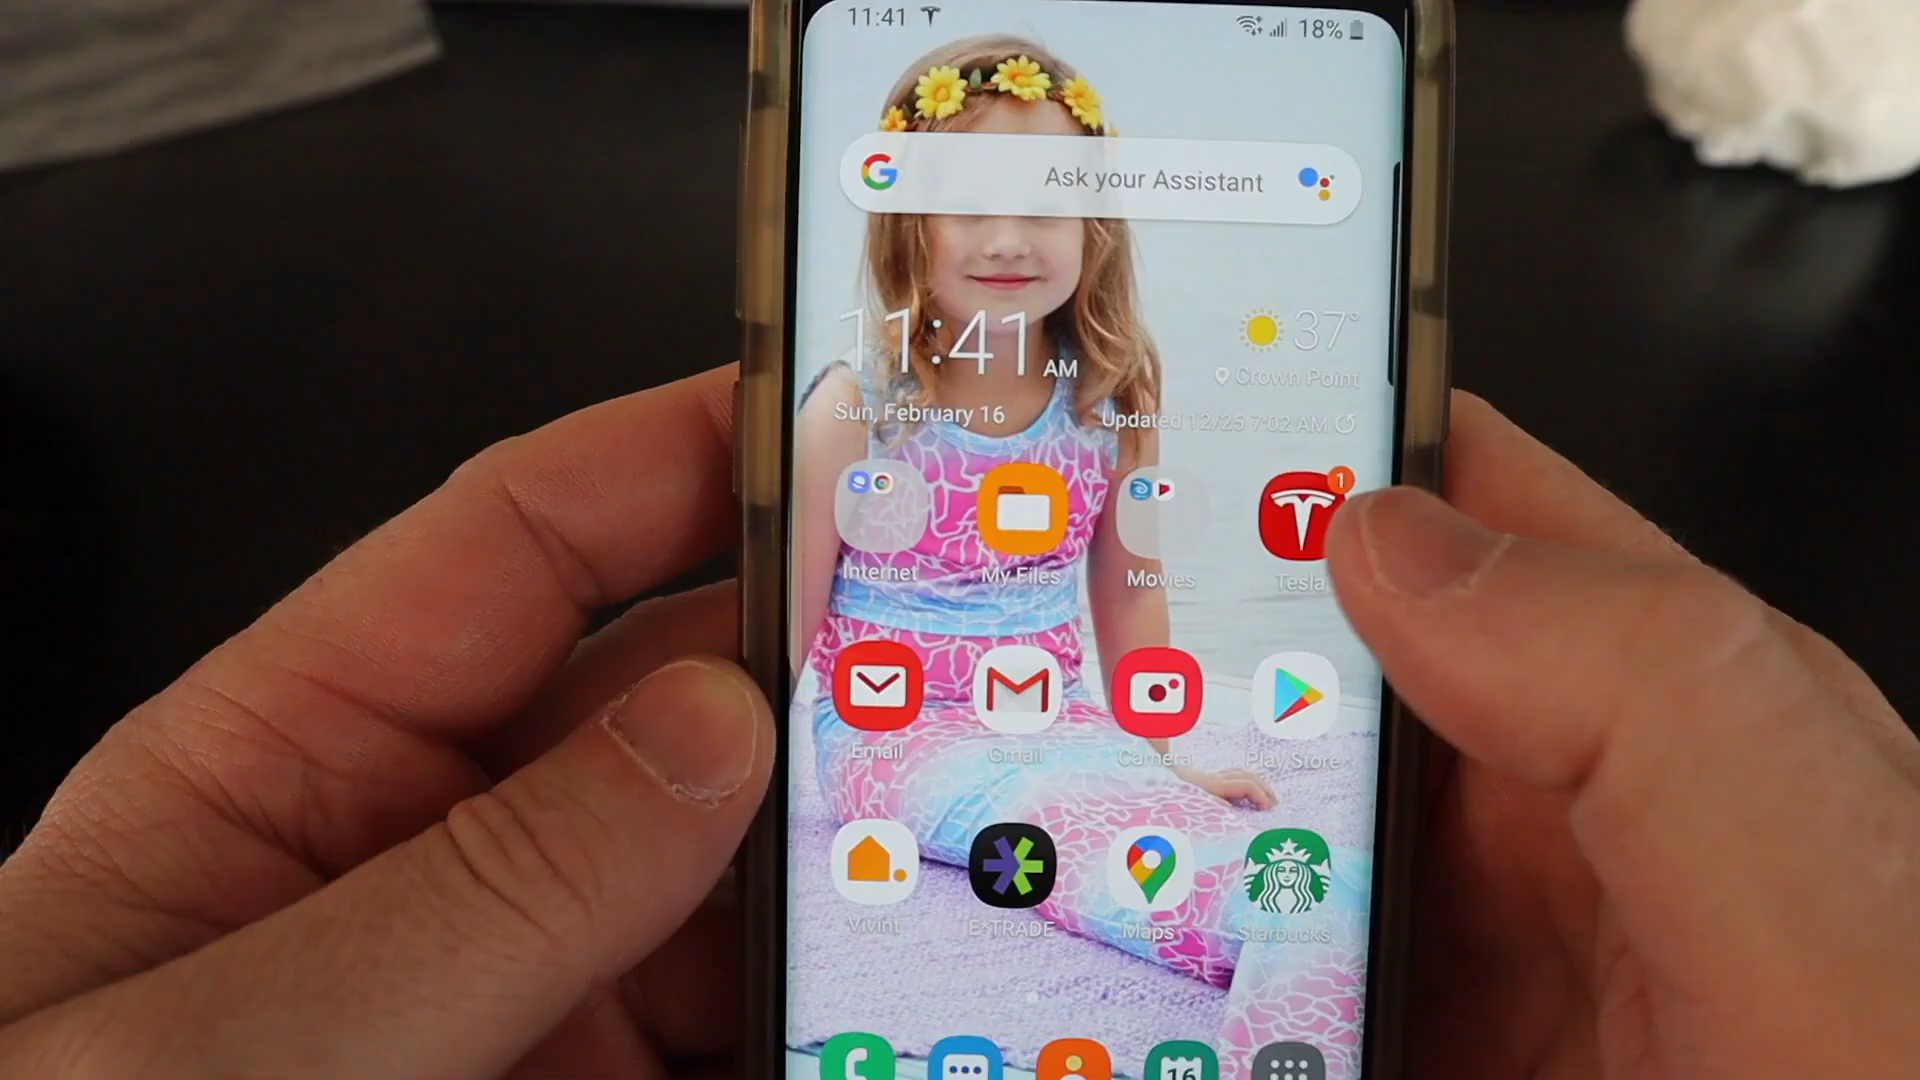 11:41
18%
Ask your Assistant
11:41 AM
37°
Crown Point
Sun, February 16
Updated 12/25 7:02 AM
1
Internet
My Files
Movies
Tesla
Email
Gmail
Camera
Play Store
Vivint
E*TRADE
Maps
Starbucks
16